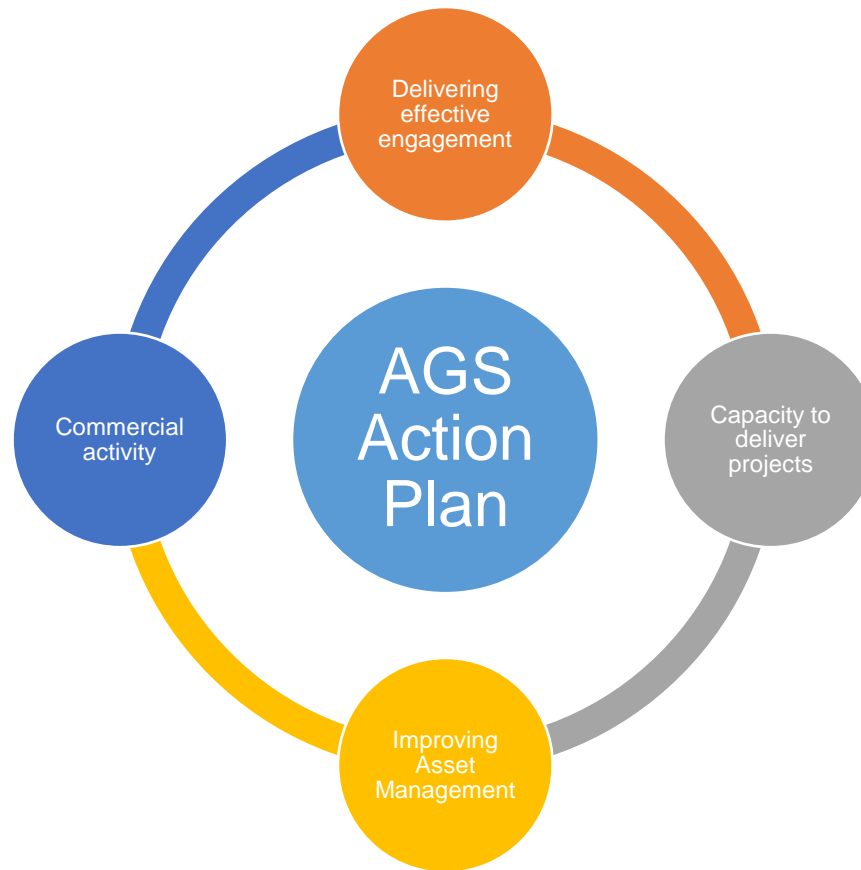 Delivering
effective
engagement
AGS
Action
Plan
Commercial
activity
Capacity to
deliver
projects
Improving
Asset
Management